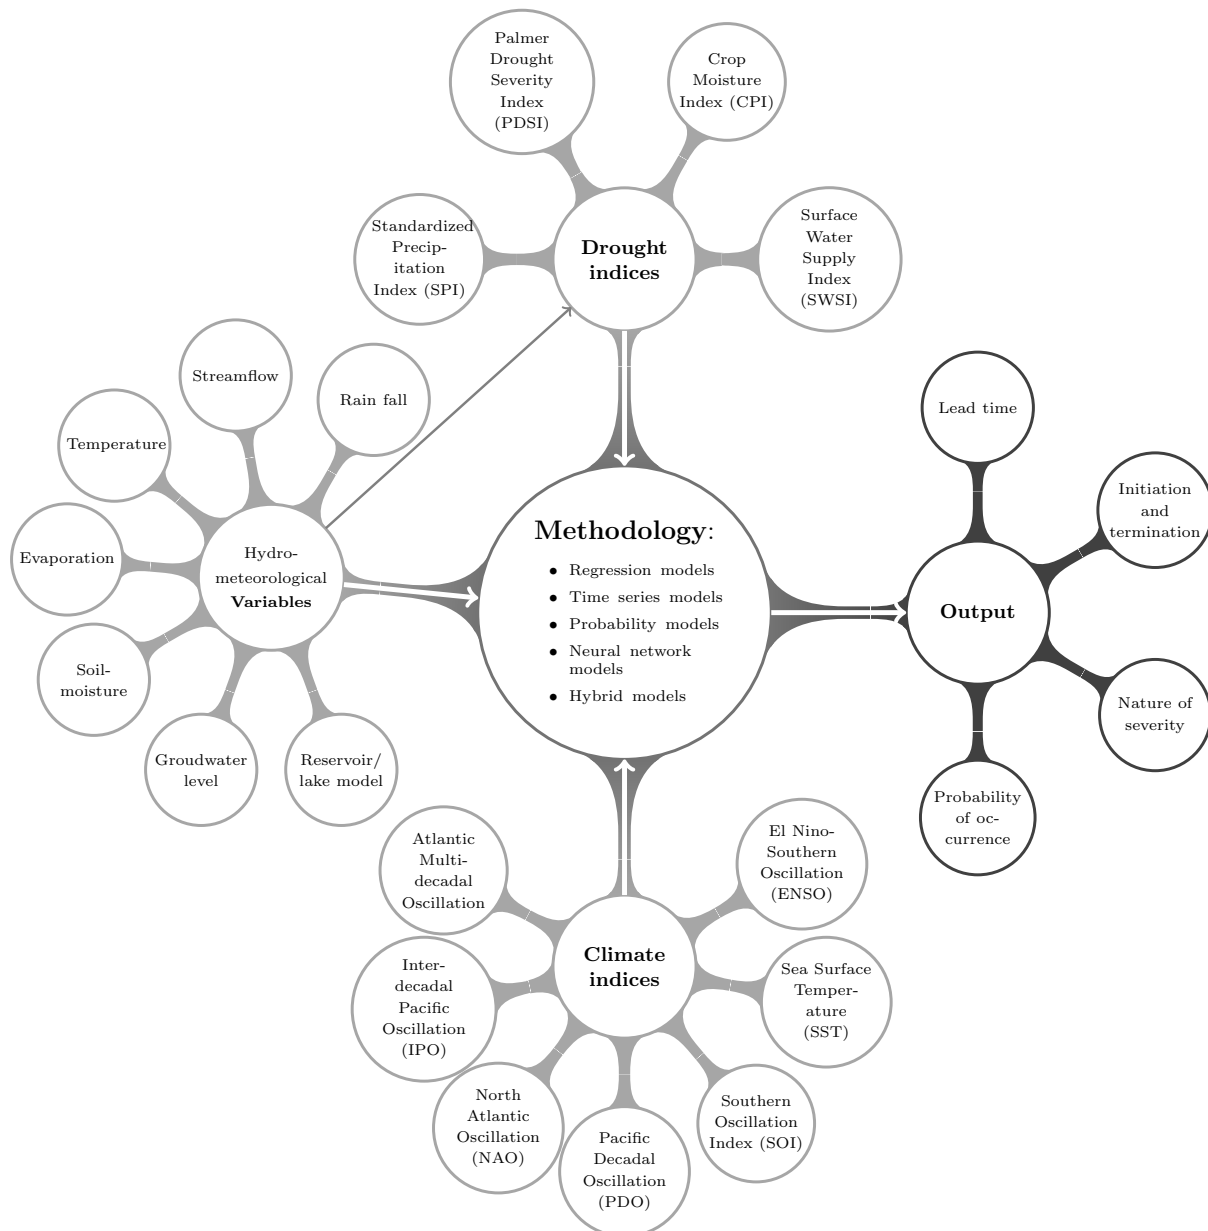 Palmer
Drought
Severity
Index
(PDSI)
Crop
Moisture
Index (CPI)
Standardized
Precip-
itation
Index (SPI)
Drought
indices
Surface
Water
Supply
Index
(SWSI)
Streamflow
Rain fall
Temperature
Evaporation
Soil-
moisture
Groudwater
level
Reservoir/
lake model
Hydro-
meteorological
Variables
Methodology:
• Regression models
• Time series models
• Probability models
• Neural network
models
• Hybrid models
Lead time
Initiation
and
termination
Output
Nature of
severity
Probability
of oc-
currence
Atlantic
Multi-
decadal
Oscillation
El Nino-
Southern
Oscillation
(ENSO)
Climate
indices
Inter-
decadal
Pacific
Oscillation
(IPO)
Sea Surface
Temper-
ature
(SST)
North
Atlantic
Oscillation
(NAO)
Pacific
Decadal
Oscillation
(PDO)
Southern
Oscillation
Index (SOI)